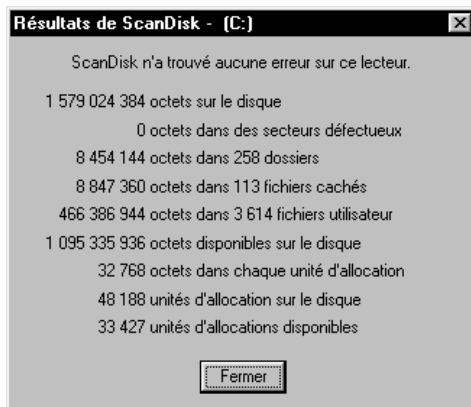 Résultats de ScanDisk - (C:)
ScanDisk n'a trouvé aucune erreur sur ce lecteur.
1 579 024 384 octets sur le disque
0 octets dans des secteurs défectueux
8 454 144 octets dans 258 dossiers
8 847 360 octets dans 113 fichiers cachés
466 386 944 octets dans 3 614 fichiers utilisateur
1 095 335 936 octets disponibles sur le disque
32 768 octets dans chaque unité d'allocation
48 188 unités d'allocation sur le disque
33 427 unités d'allocations disponibles
Fermer